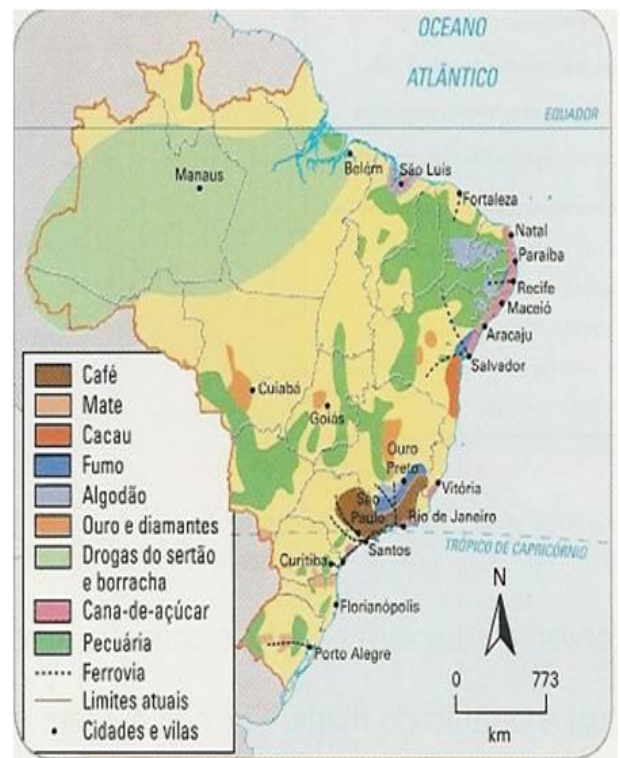 OCEANO
ATLÂNTICO
EQUADOR
Manaus
Belém
São Luis
Fortaleza
Natal
Paraíba
Recife
Maceió
Aracaju
Salvador
Cuiabá
Goiás
Ouro
Preto
Vitória
São
Paulo
Rio de Janeiro
Santos
TRÓPICO DE CAPRICÓRNIO
Curitiba
Florianópolis
Porto Alegre
Café
Mate
Cacau
Fumo
Algodão
Ouro e diamantes
Drogas do sertão
e borracha
Cana-de-açúcar
Pecuária
Ferrovia
Limites atuais
Cidades e vilas
N
0 773
km